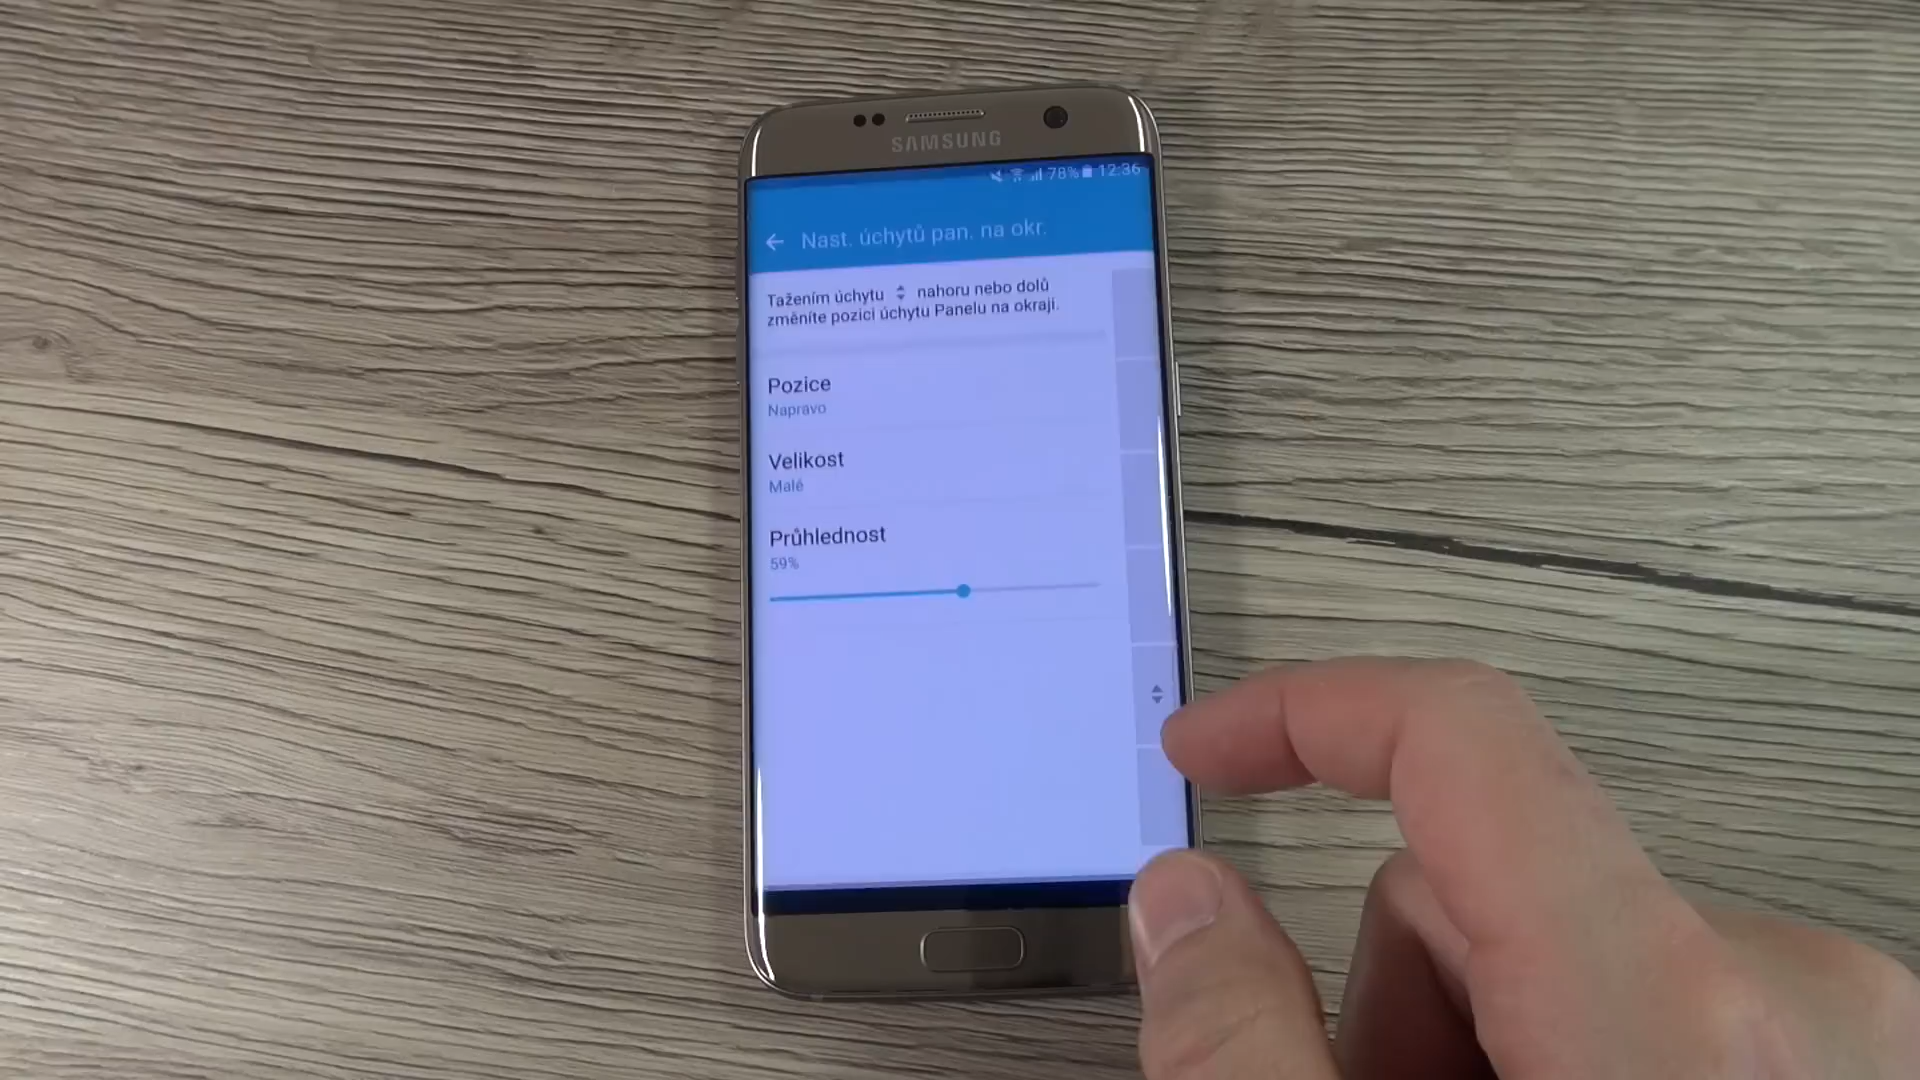 SAMSUNG
78% 12:36
Nast. úchytů pan. na okr.
Tažením úchytu nahoru nebo dolů
změníte pozici úchytu Panelu na okraji.
Pozice
Napravo
Velikost
Malé
Průhlednost
59%